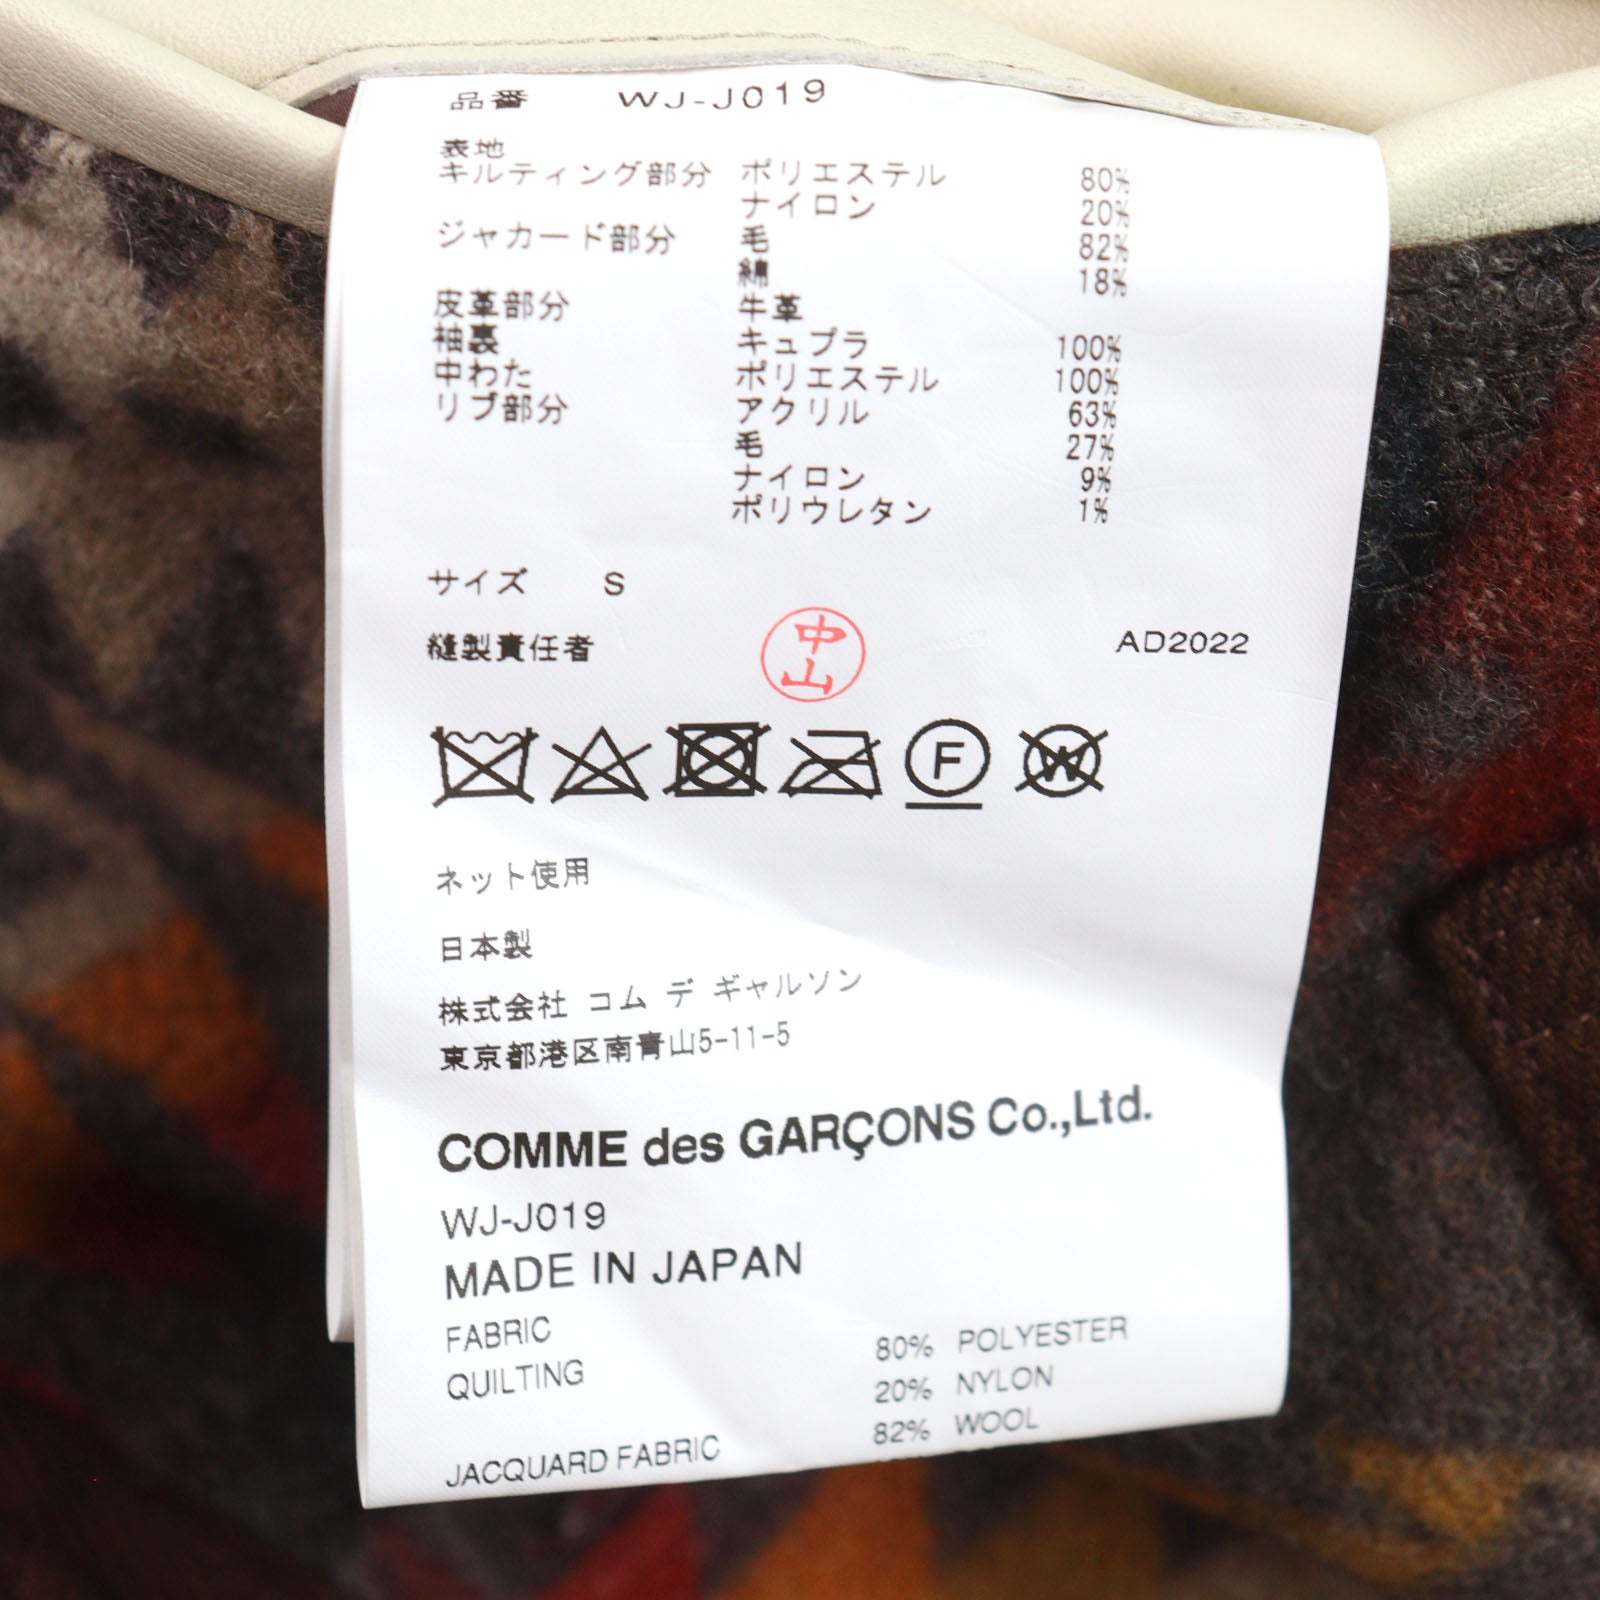 品番 WJ-J019
表地
キルティング部分 ポリエステル 80%
ナイロン 20%
ジャカード部分 毛 82%
綿 18%
皮革部分 牛革
袖裏 キュプラ 100%
中わた ポリエステル 100%
リブ部分 アクリル 63%
毛 27%
ナイロン 9%
ポリウレタン 1%
サイズ S
縫製責任者 中山 AD2022
F W
ネット使用
日本製
株式会社 コム デ ギャルソン
東京都港区南青山5-11-5
COMME des GARÇONS Co.,Ltd.
WJ-J019
MADE IN JAPAN
FABRIC
QUILTING 80% POLYESTER
20% NYLON
JACQUARD FABRIC 82% WOOL